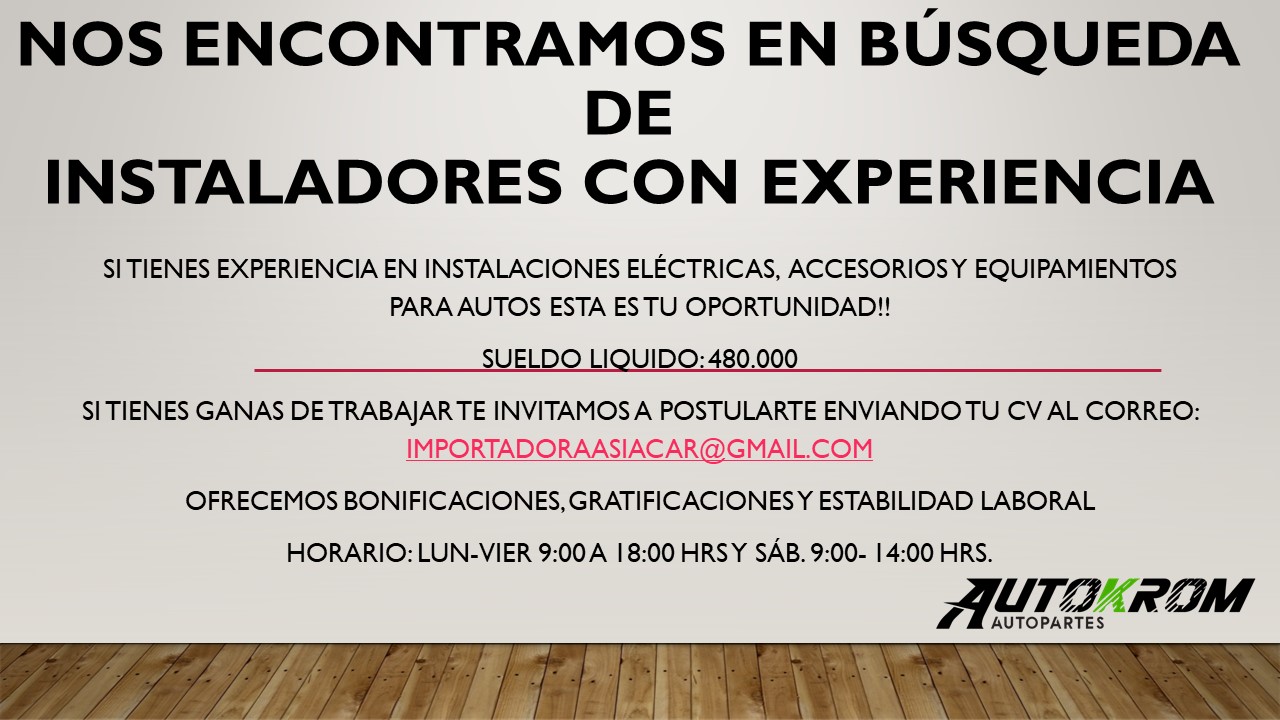 NOS ENCONTRAMOS EN BÚSQUEDA
DE
INSTALADORES CON EXPERIENCIA
SI TIENES EXPERIENCIA EN INSTALACIONES ELÉCTRICAS, ACCESORIOS Y EQUIPAMIENTOS
PARA AUTOS ESTA ES TU OPORTUNIDAD!!
SUELDO LIQUIDO: 480.000
SI TIENES GANAS DE TRABAJAR TE INVITAMOS A POSTULARTE ENVIANDO TU CV AL CORREO:
IMPORTADORAASIACAR@GMAIL.COM
OFRECEMOS BONIFICACIONES, GRATIFICACIONES Y ESTABILIDAD LABORAL
HORARIO: LUN-VIER 9:00 A 18:00 HRS Y SÁB. 9:00- 14:00 HRS.
AUTOKROM
AUTOPARTES